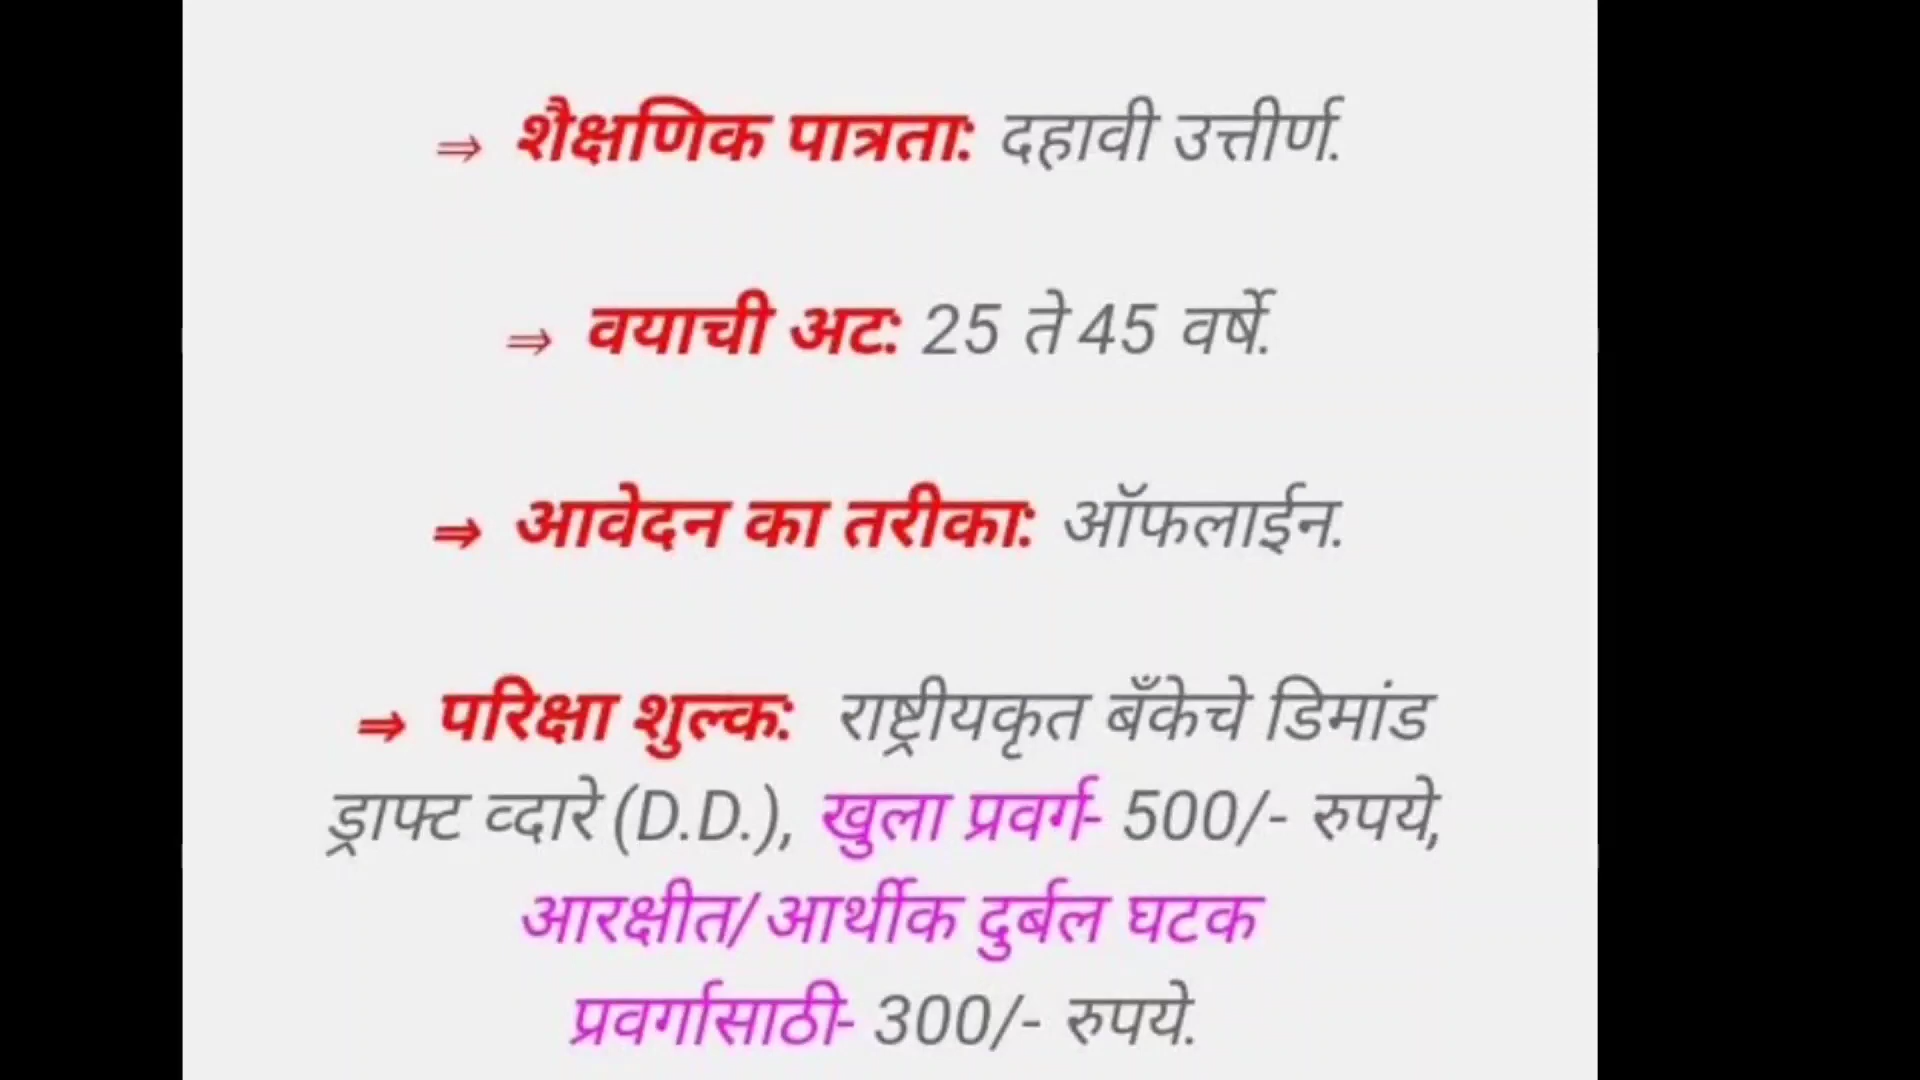 ⇒ शैक्षणिक पात्रता: दहावी उत्तीर्ण.
⇒ वयाची अट: 25 ते 45 वर्षे.
⇒ आवेदन का तरीका: ऑफलाईन.
⇒ परिक्षा शुल्क: राष्ट्रीयकृत बँकेचे डिमांड
ड्राफ्ट व्दारे (D.D.), खुला प्रवर्ग- 500/- रुपये,
आरक्षीत/आर्थीक दुर्बल घटक
प्रवर्गासाठी- 300/- रुपये.